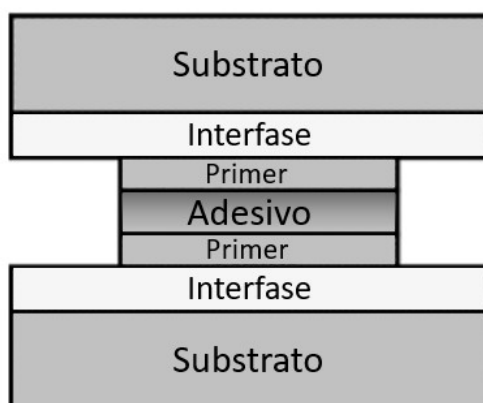 Substrato
Interfase
Primer
Adesivo
Primer
Interfase
Substrato